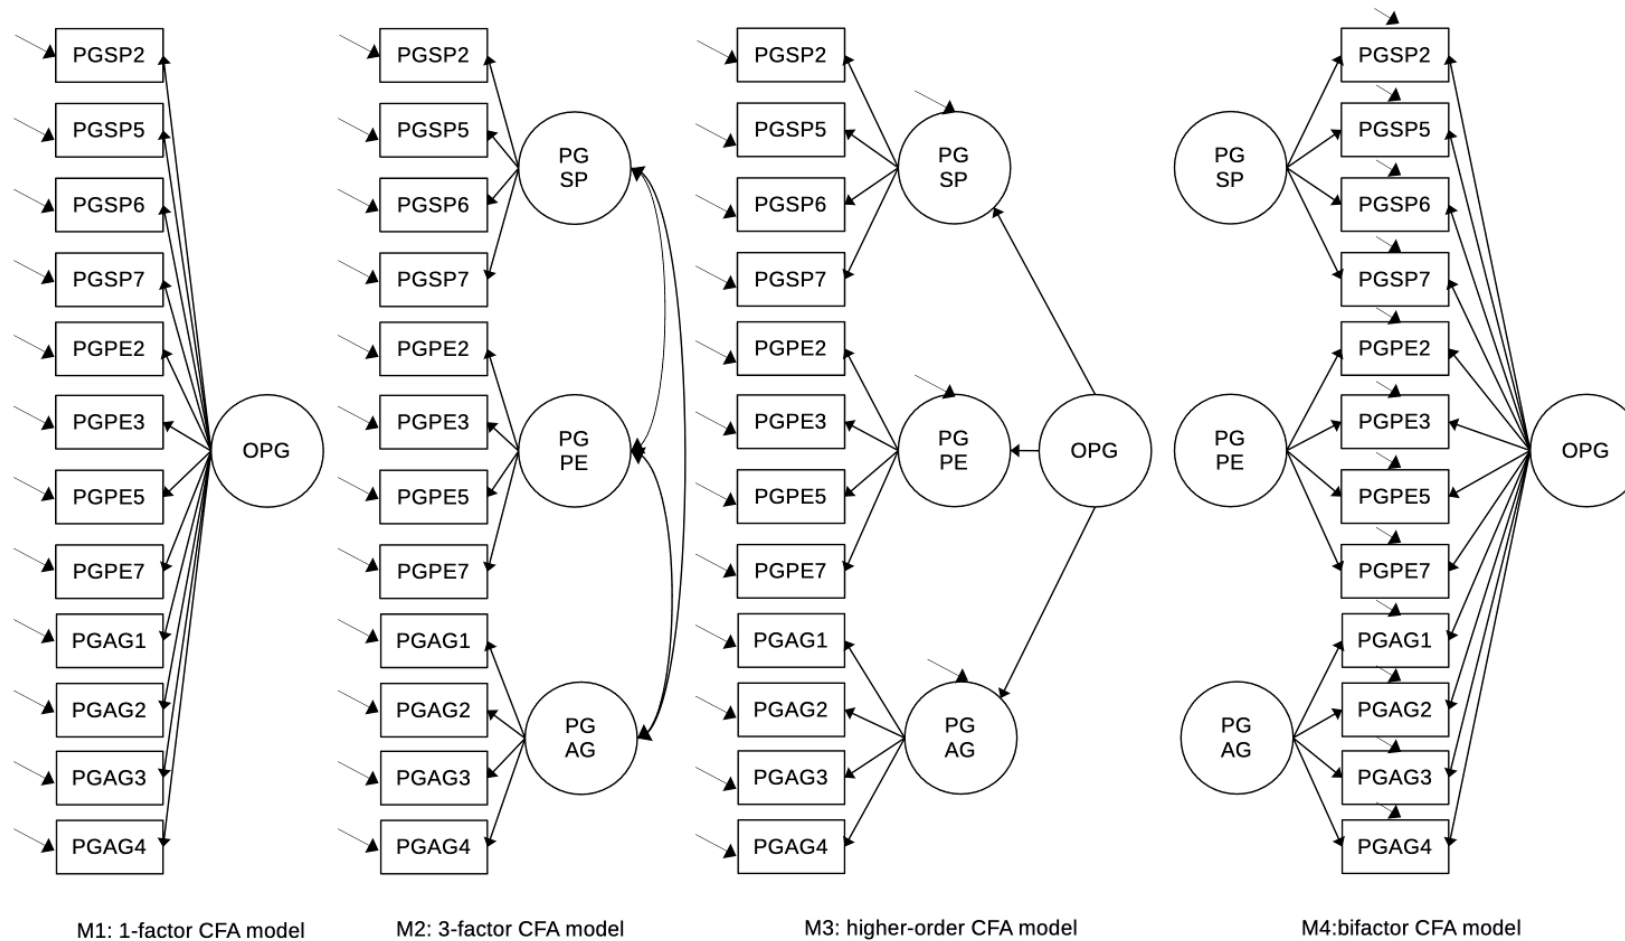 PGSP2
PGSP5
PGSP6
PGSP7
PGPE2
PGPE3
PGPE5
PGPE7
PGAG1
PGAG2
PGAG3
PGAG4
OPG
M1: 1-factor CFA model
PGSP2
PGSP5
PGSP6
PGSP7
PGPE2
PGPE3
PGPE5
PGPE7
PGAG1
PGAG2
PGAG3
PGAG4
PG
SP
PG
PE
PG
AG
M2: 3-factor CFA model
PGSP2
PGSP5
PGSP6
PGSP7
PGPE2
PGPE3
PGPE5
PGPE7
PGAG1
PGAG2
PGAG3
PGAG4
PG
SP
PG
PE
PG
AG
OPG
M3: higher-order CFA model
PG
SP
PG
PE
PG
AG
PGSP2
PGSP5
PGSP6
PGSP7
PGPE2
PGPE3
PGPE5
PGPE7
PGAG1
PGAG2
PGAG3
PGAG4
OPG
M4:bifactor CFA model